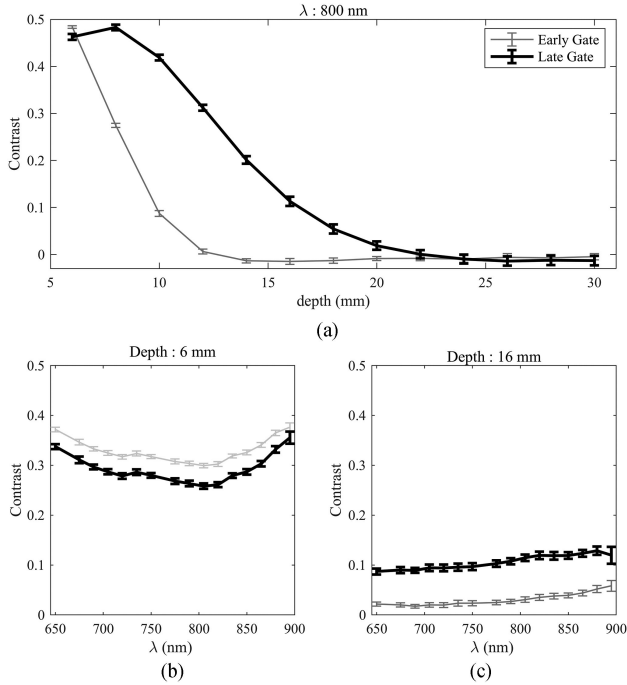 λ : 800 nm
0.5
0.4
0.3
0.2
0.1
0
Contrast
Early Gate
Late Gate
5 10 15 20 25 30
depth (mm)
(a)
Depth : 6 mm
0.5
0.4
0.3
0.2
0.1
0
Contrast
650 700 750 800 850 900
λ (nm)
(b)
Depth : 16 mm
0.5
0.4
0.3
0.2
0.1
0
Contrast
650 700 750 800 850 900
λ (nm)
(c)